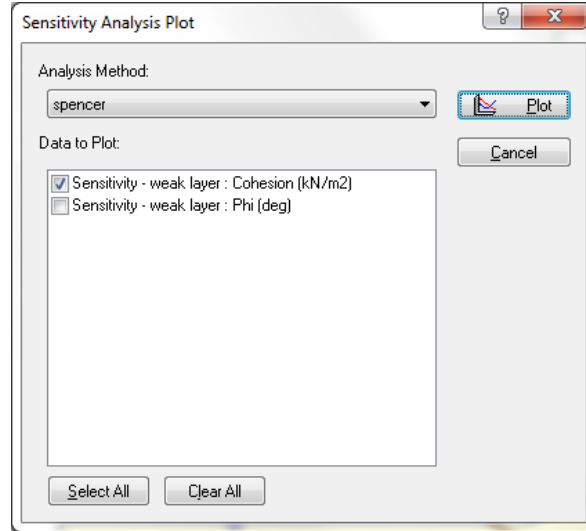 Sensitivity Analysis Plot
?
Analysis Method:
spencer
Plot
Data to Plot:
Cancel
Sensitivity - weak layer : Cohesion (kN/m2)
Sensitivity - weak layer : Phi (deg)
Select All
Clear All